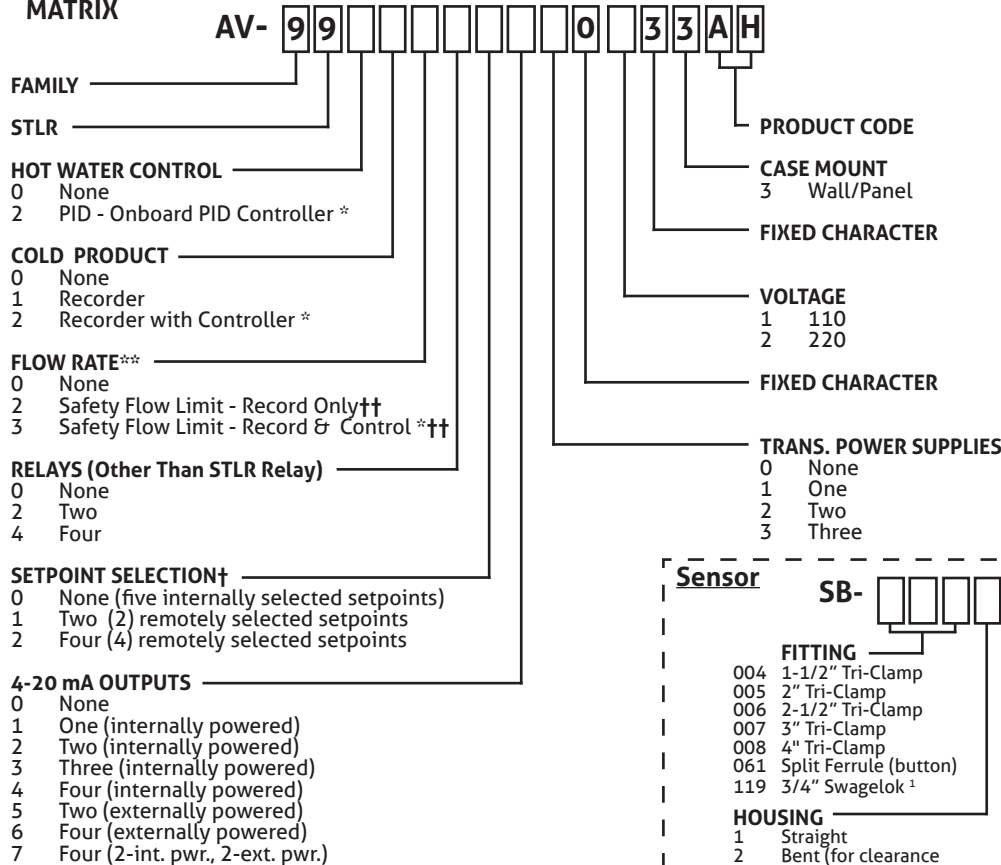 MATRIX
AV- 9 9 0 3 3 A H
FAMILY
STLR
HOT WATER CONTROL
0 None
2 PID - Onboard PID Controller *
COLD PRODUCT
0 None
1 Recorder
2 Recorder with Controller *
FLOW RATE**
0 None
2 Safety Flow Limit - Record Only††
3 Safety Flow Limit - Record & Control *††
RELAYS (Other Than STLR Relay)
0 None
2 Two
4 Four
SETPOINT SELECTION†
0 None (five internally selected setpoints)
1 Two (2) remotely selected setpoints
2 Four (4) remotely selected setpoints
4-20 mA OUTPUTS
0 None
1 One (internally powered)
2 Two (internally powered)
3 Three (internally powered)
4 Four (internally powered)
5 Two (externally powered)
6 Four (externally powered)
7 Four (2-int. pwr., 2-ext. pwr.)
PRODUCT CODE
CASE MOUNT
3 Wall/Panel
FIXED CHARACTER
VOLTAGE
1 110
2 220
FIXED CHARACTER
TRANS. POWER SUPPLIES
0 None
1 One
2 Two
3 Three
Sensor
SB-
FITTING
004 1-1/2" Tri-Clamp
005 2" Tri-Clamp
006 2-1/2" Tri-Clamp
007 3" Tri-Clamp
008 4" Tri-Clamp
061 Split Ferrule (button)
119 3/4" Swagelok ¹
HOUSING
1 Straight
2 Bent (for clearance